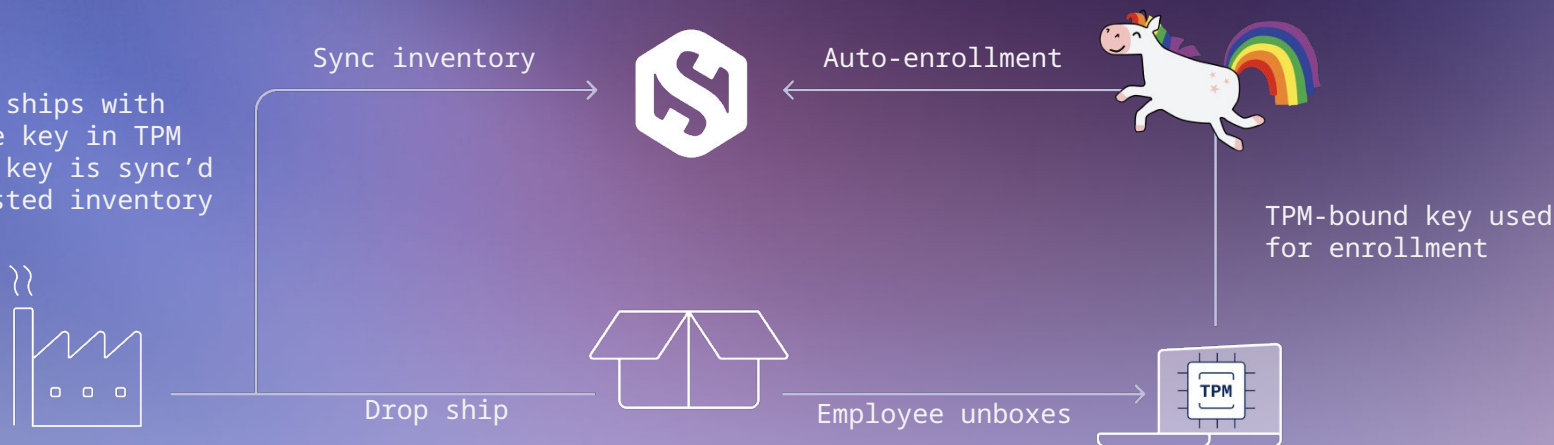 Sync inventory
Auto-enrollment
ships with
key in TPM
key is sync’d
inventory
TPM-bound key used
for enrollment
TPM
Drop ship
Employee unboxes